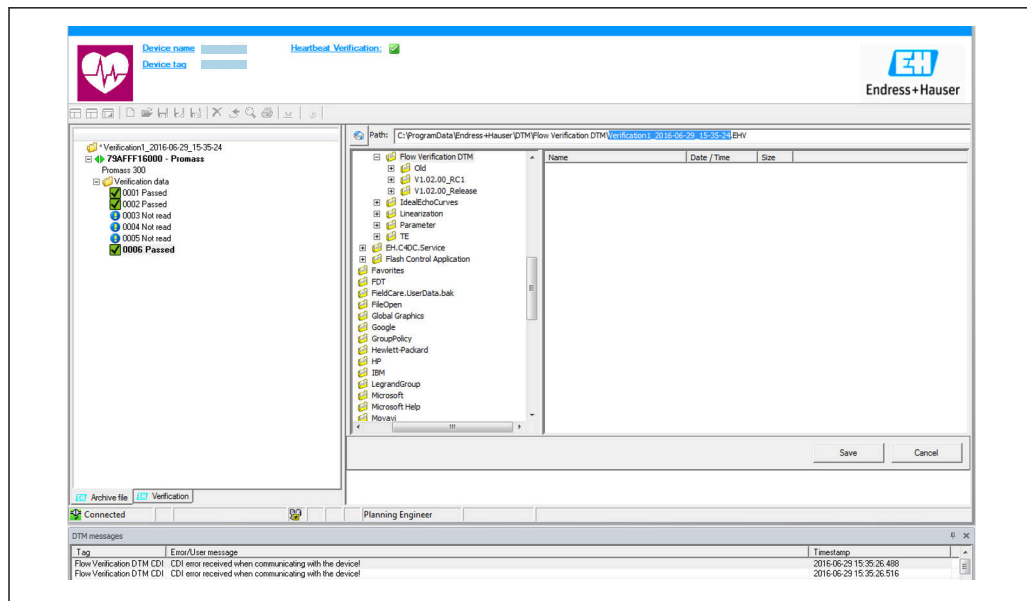 Device name
Heartbeat Verification:
Device tag
EH
Endress+Hauser
Path: C:\ProgramData\Endress+Hauser\DTM\Flow Verification DTM\Verification1_2016-06-29_15-35-24.EHV
* Verification1_2016-06-29_15-35-24
79AFFF16000 - Promass
Promass 300
Verification data
0001 Passed
0002 Passed
0003 Not read
0004 Not read
0005 Not read
0006 Passed
Flow Verification DTM
Old
V1.02.00_RC1
V1.02.00_Release
IdealEchoCurves
Linearization
Parameter
TE
EH.C4DC.Service
Flash Control Application
Favorites
FDT
FieldCare.UserData.bak
FileOpen
Global Graphics
Google
GroupPolicy
Hewlett-Packard
HP
IBM
LegrandGroup
Microsoft
Microsoft Help
Movavi
Name Date / Time Size
Save Cancel
Archive file Verification
Connected Planning Engineer
DTM messages
Tag Error/User message Timestamp
Flow Verification DTM CDI CDI error received when communicating with the device! 2016-06-29 15:35:26.488
Flow Verification DTM CDI CDI error received when communicating with the device! 2016-06-29 15:35:26.516